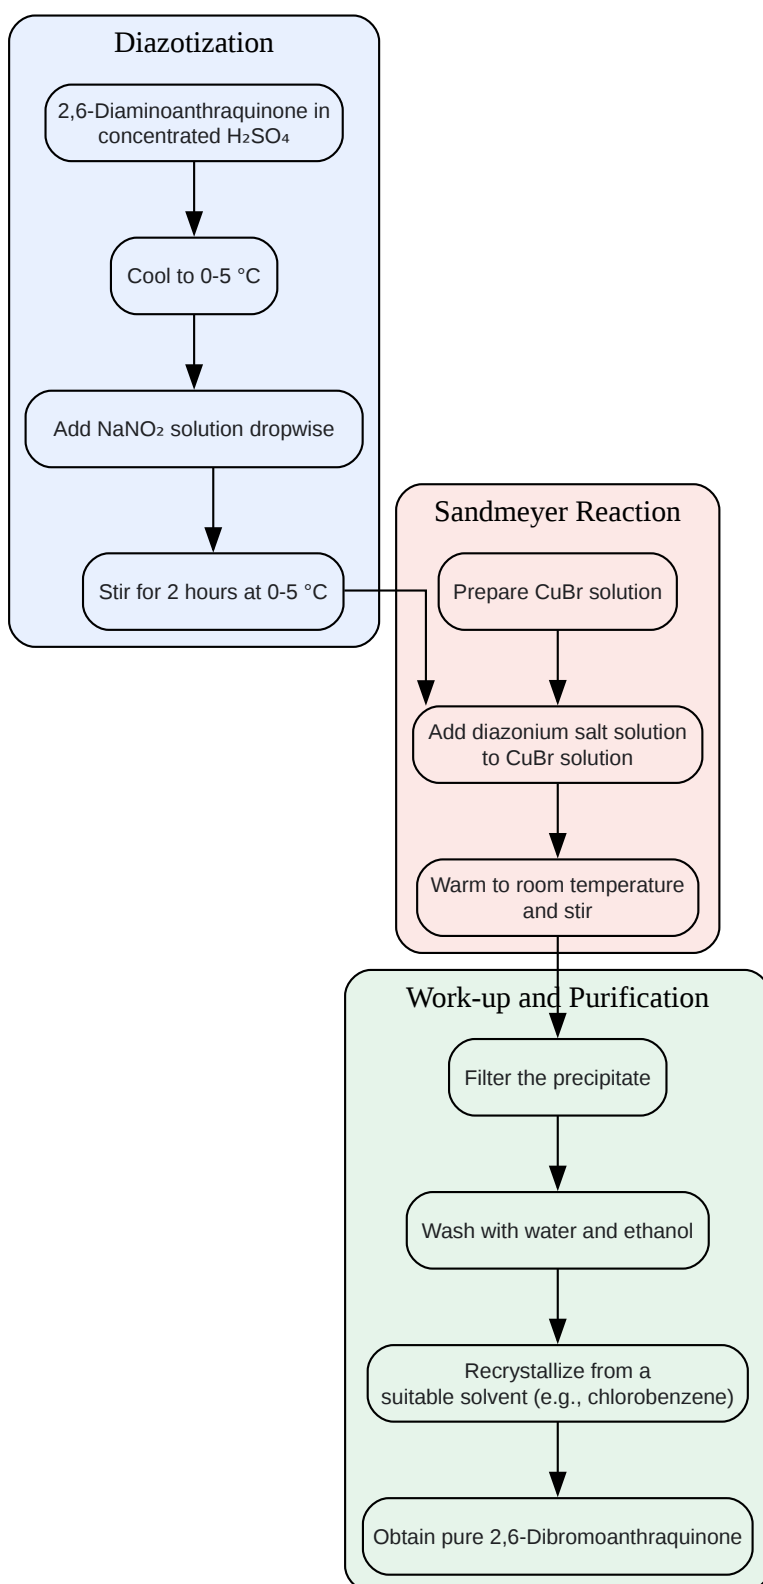 Diazotization
2,6-Diaminoanthraquinone in
concentrated H₂SO₄
Cool to 0-5 °C
Add NaNO₂ solution dropwise
Stir for 2 hours at 0-5 °C
Sandmeyer Reaction
Prepare CuBr solution
Add diazonium salt solution
to CuBr solution
Warm to room temperature
and stir
Work-up and Purification
Filter the precipitate
Wash with water and ethanol
Recrystallize from a
suitable solvent (e.g., chlorobenzene)
Obtain pure 2,6-Dibromoanthraquinone